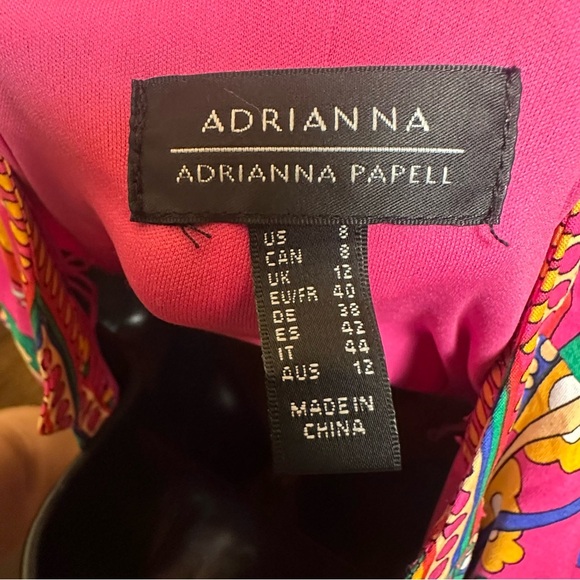 ADRIANNA
ADRIANNA PAPELL
US 8
CAN 8
UK 12
EU/FR 40
DE 38
ES 42
IT 44
AUS 12
MADE IN
CHINA